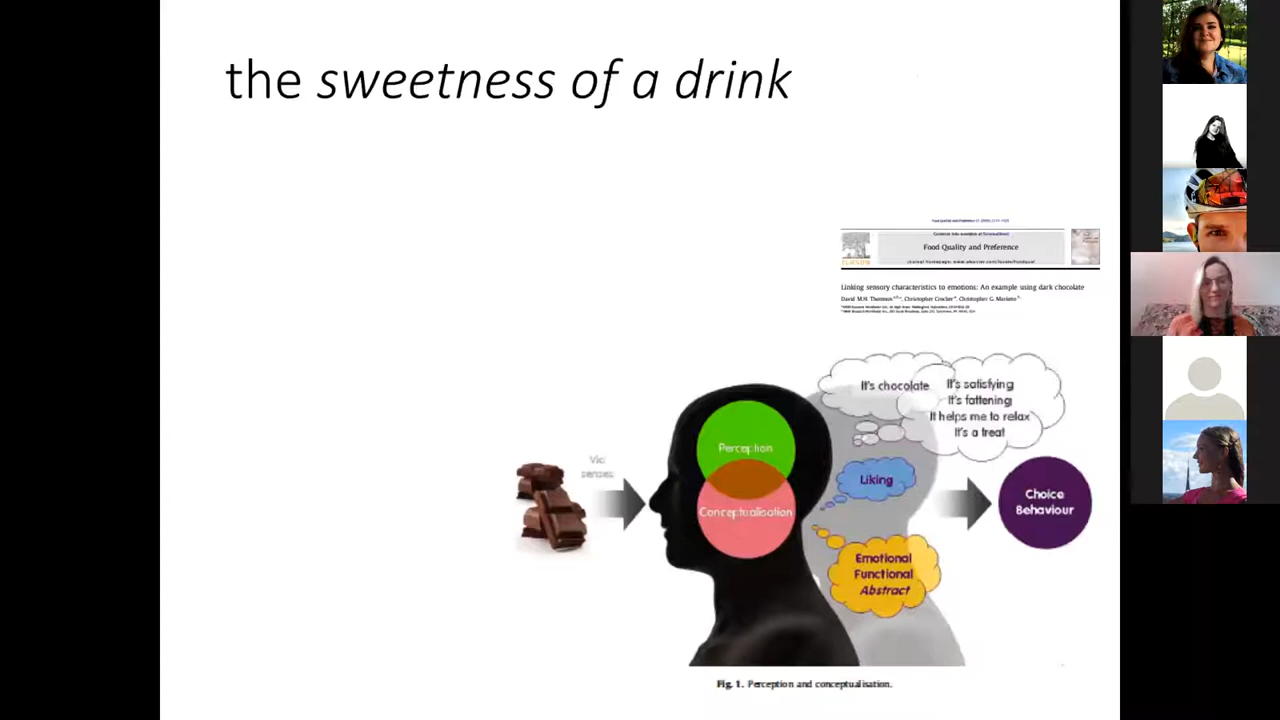 the sweetness of a drink
Food Quality and Preference
Linking sensory characteristics to emotions: An example using dark chocolate
It's chocolate
It's satisfying
It's fattening
It helps me to relax
It's a treat
Perception
Via
senses
Liking
Conceptualisation
Choice
Behaviour
Emotional
Functional
Abstract
Fig. 1. Perception and conceptualisation.